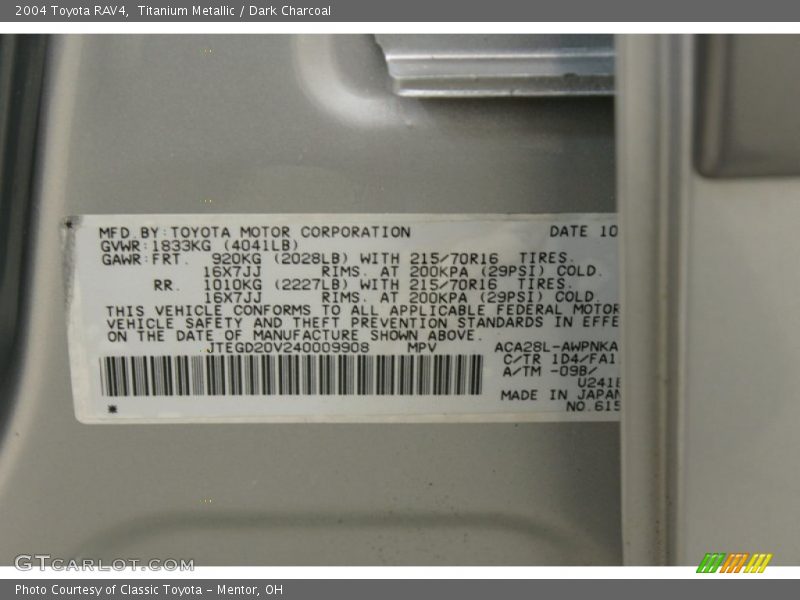 2004 Toyota RAV4, Titanium Metallic / Dark Charcoal
MFD.BY:TOYOTA MOTOR CORPORATION DATE 10
GVWR:1833KG (4041LB)
GAWR:FRT. 920KG (2028LB) WITH 215/70R16 TIRES.
16X7JJ RIMS. AT 200KPA (29PSI) COLD.
RR. 1010KG (2227LB) WITH 215/70R16 TIRES.
16X7JJ RIMS. AT 200KPA (29PSI) COLD.
THIS VEHICLE CONFORMS TO ALL APPLICABLE FEDERAL MOTOR
VEHICLE SAFETY AND THEFT PREVENTION STANDARDS IN EFFE
ON THE DATE OF MANUFACTURE SHOWN ABOVE.
JTEGD20V240009908 MPV ACA28L-AWPNKA
C/TR 1D4/FA1
A/TM -09B/
U241E
MADE IN JAPAN
NO.615
GTCARLOT.COM
Photo Courtesy of Classic Toyota - Mentor, OH